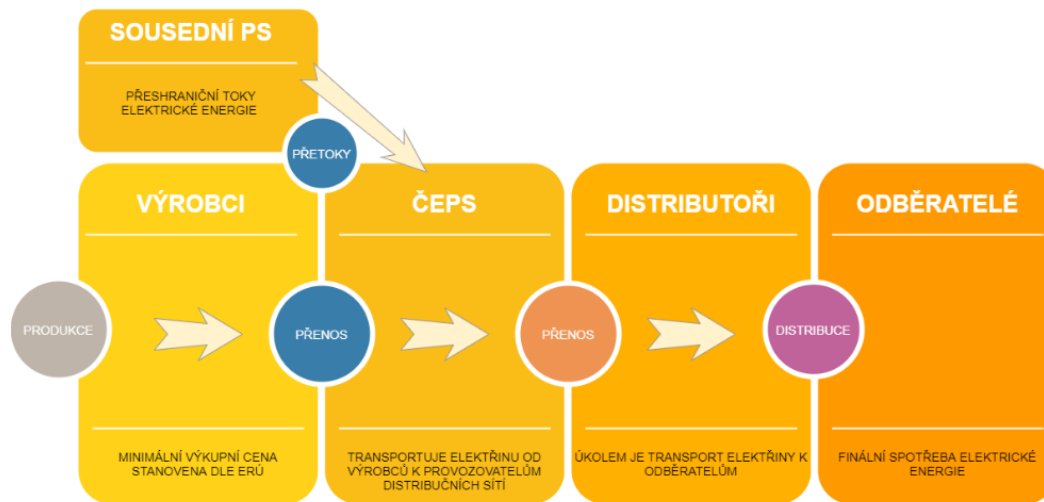 SOUSEDNÍ PS
PŘESHRANIČNÍ TOKY
ELEKTRICKÉ ENERGIE
PŘETOKY
VÝROBCI
ČEPS
DISTRIBUTOŘI
ODBĚRATELÉ
PRODUKCE
PŘENOS
PŘENOS
DISTRIBUCE
MINIMÁLNÍ VÝKUPNÍ CENA
STANOVENA DLE ERÚ
TRANSPORTUJE ELEKTŘINU OD
VÝROBCŮ K PROVOZOVATELŮM
DISTRIBUČNÍCH SÍTÍ
ÚKOLEM JE TRANSPORT ELEKTŘINY K
ODBĚRATELŮM
FINÁLNÍ SPOTŘEBA ELEKTRICKÉ
ENERGIE